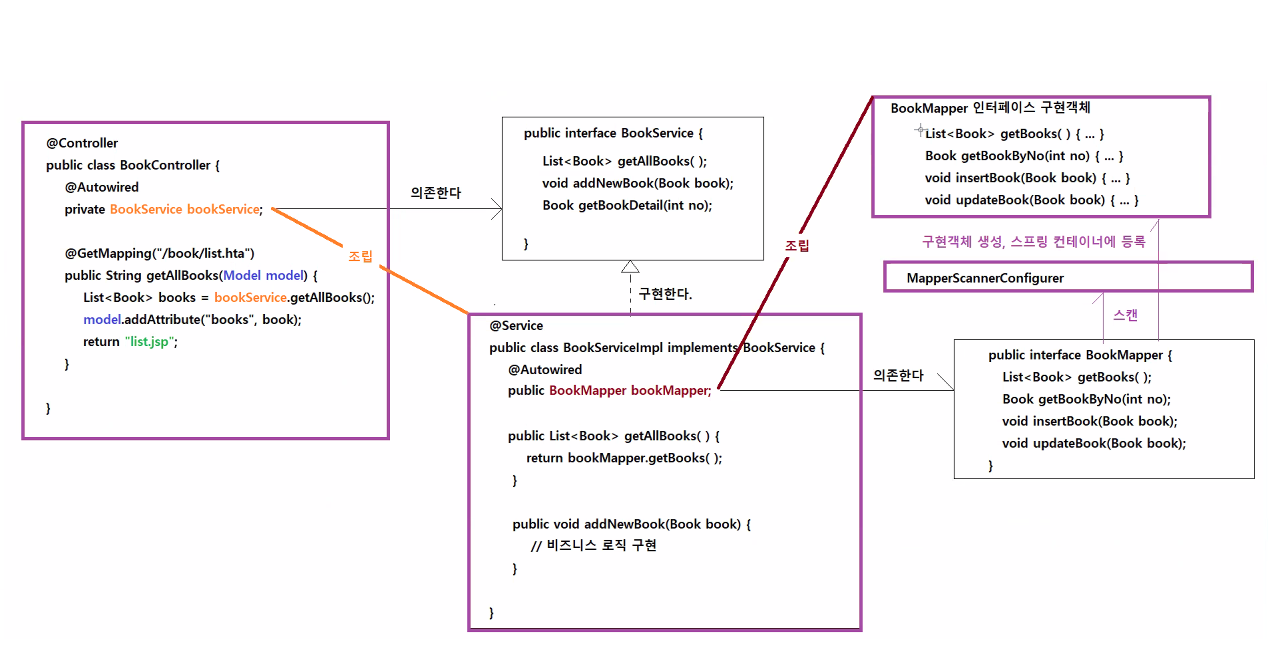 @Controller
public class BookController {
@Autowired
private BookService bookService;
@GetMapping("/book/list.hta")
public String getAllBooks(Model model) {
List<Book> books = bookService.getAllBooks();
model.addAttribute("books", book);
return "list.jsp";
}
}
의존한다
조립
public interface BookService {
List<Book> getAllBooks( );
void addNewBook(Book book);
Book getBookDetail(int no);
}
구현한다.
@Service
public class BookServiceImpl implements BookService {
@Autowired
public BookMapper bookMapper;
public List<Book> getAllBooks( ) {
return bookMapper.getBooks( );
}
public void addNewBook(Book book) {
// 비즈니스 로직 구현
}
}
조립
의존한다
BookMapper 인터페이스 구현객체
List<Book> getBooks( ) { ... }
Book getBookByNo(int no) { ... }
void insertBook(Book book) { ... }
void updateBook(Book book) { ... }
구현객체 생성, 스프링 컨테이너에 등록
MapperScannerConfigurer
스캔
public interface BookMapper {
List<Book> getBooks( );
Book getBookByNo(int no);
void insertBook(Book book);
void updateBook(Book book);
}